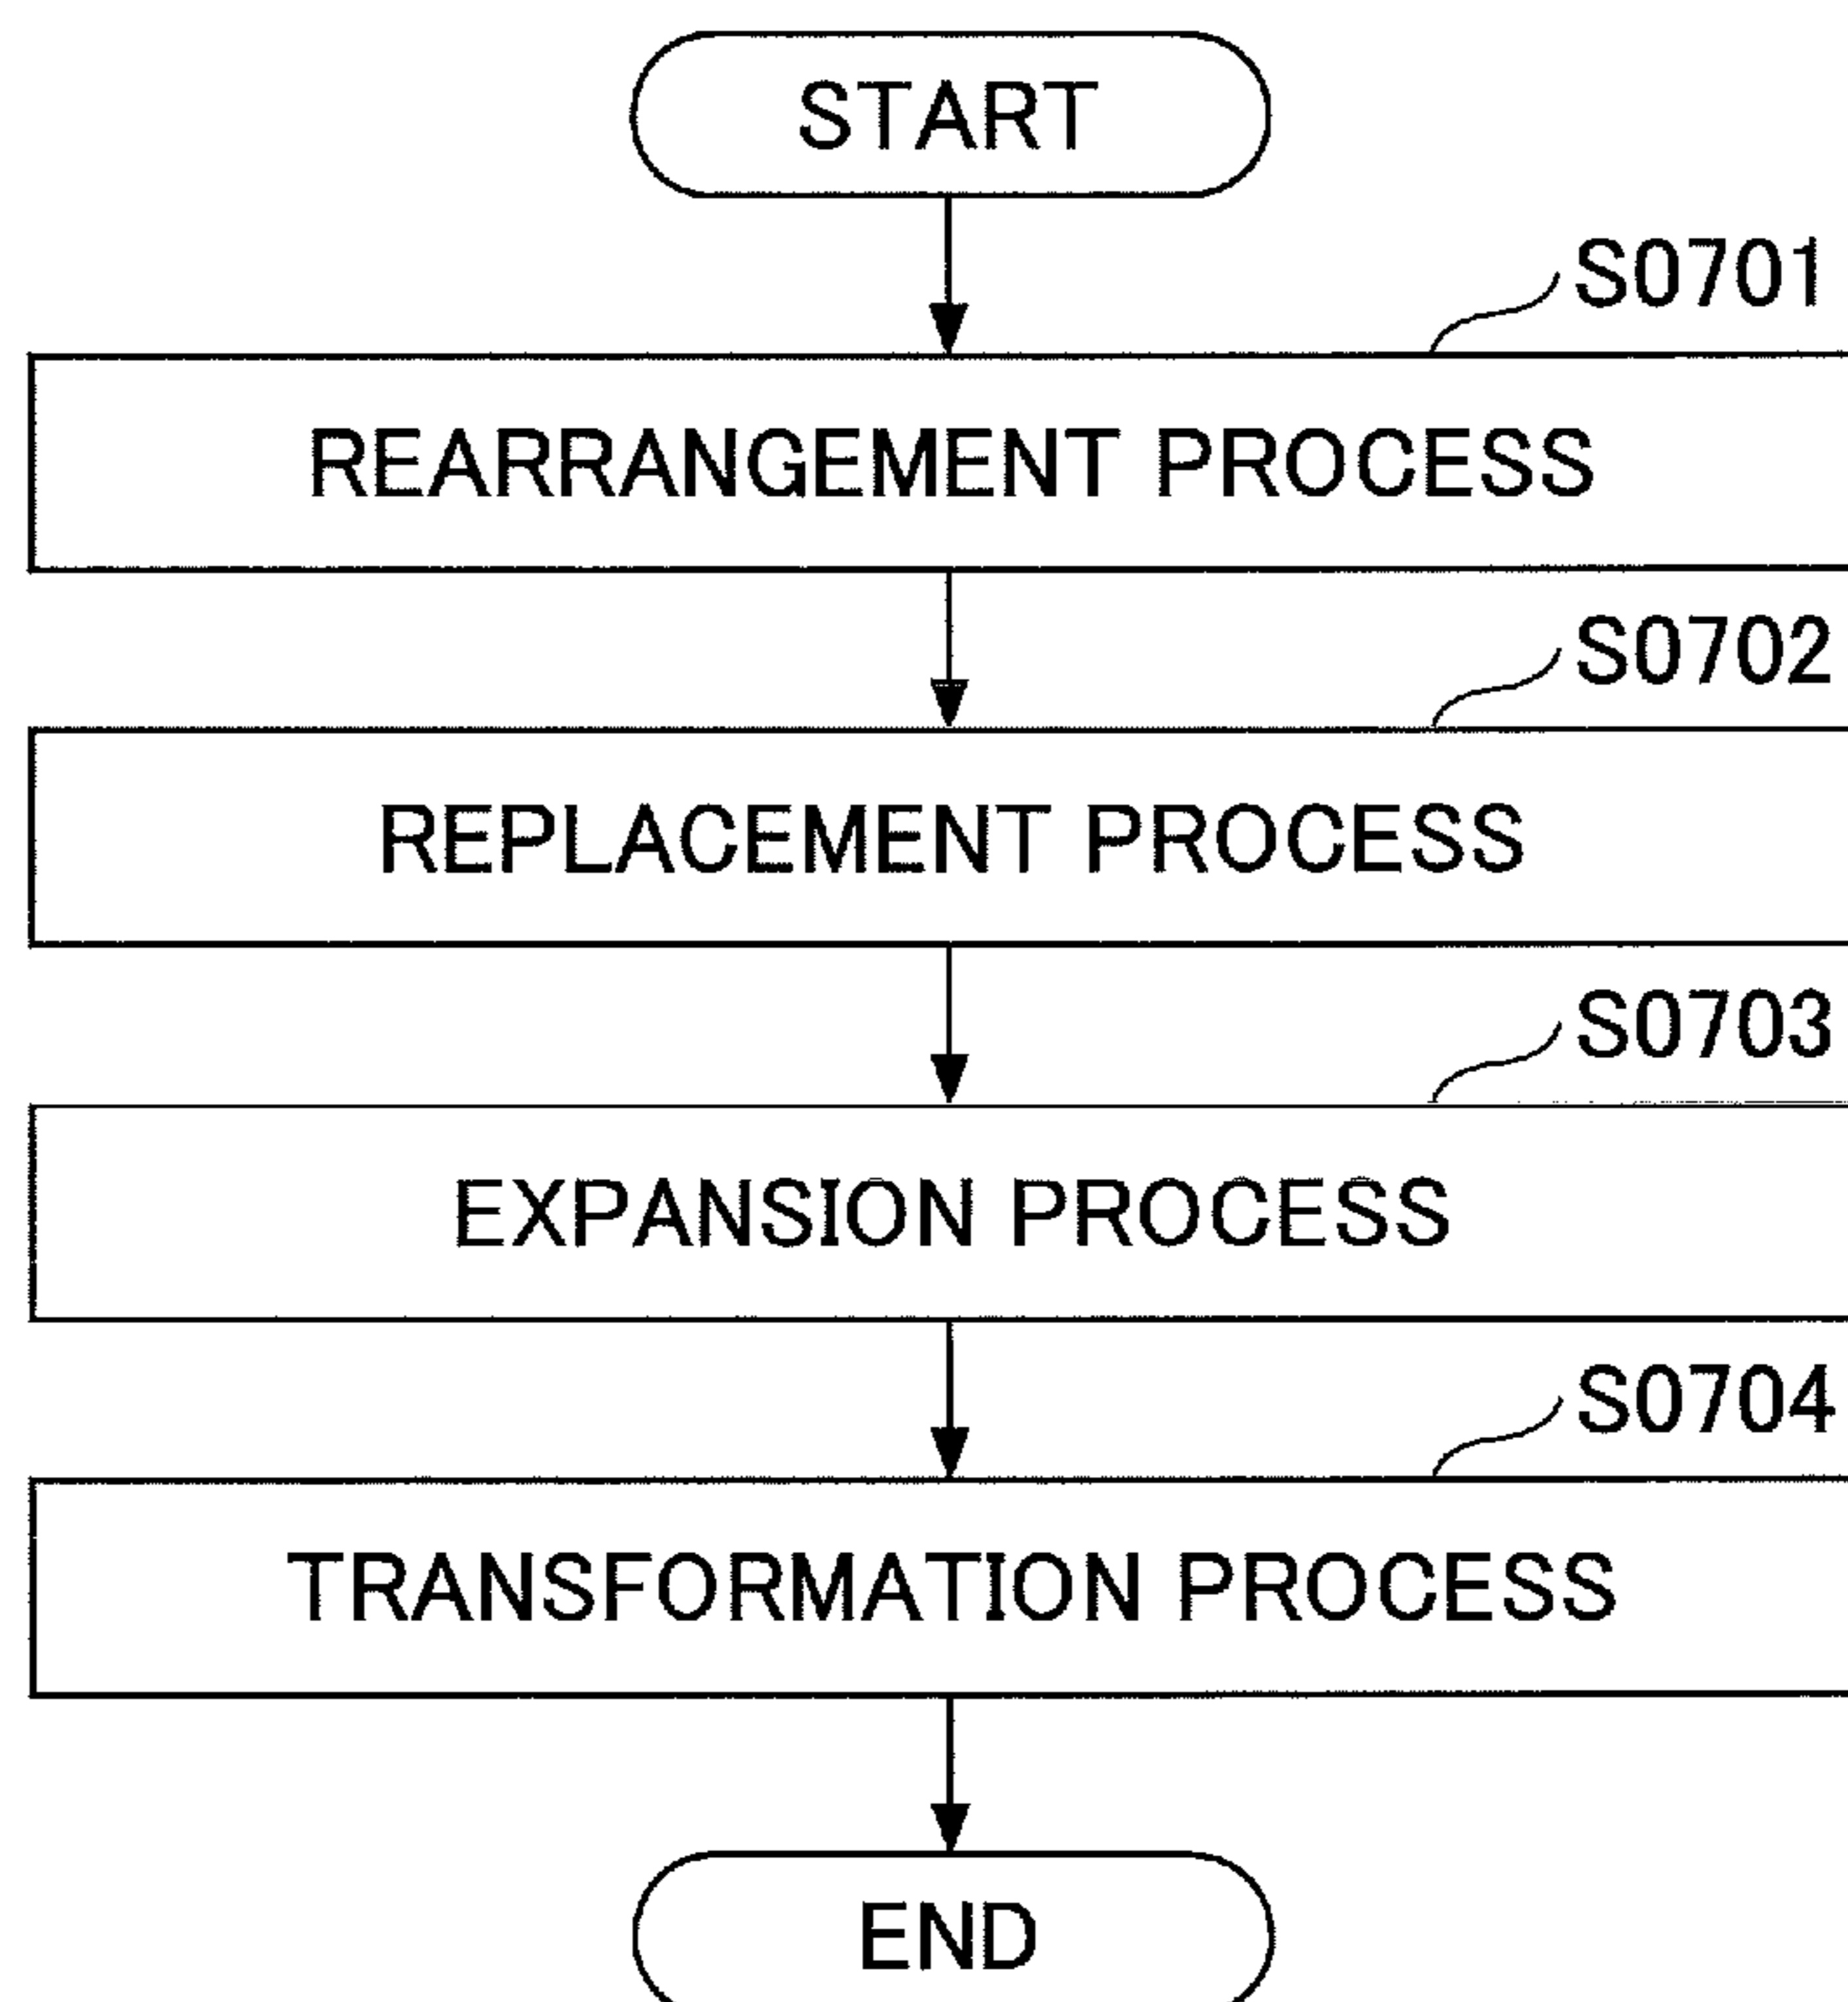 START
S0701
REARRANGEMENT PROCESS
S0702
REPLACEMENT PROCESS
S0703
EXPANSION PROCESS
S0704
TRANSFORMATION PROCESS
END